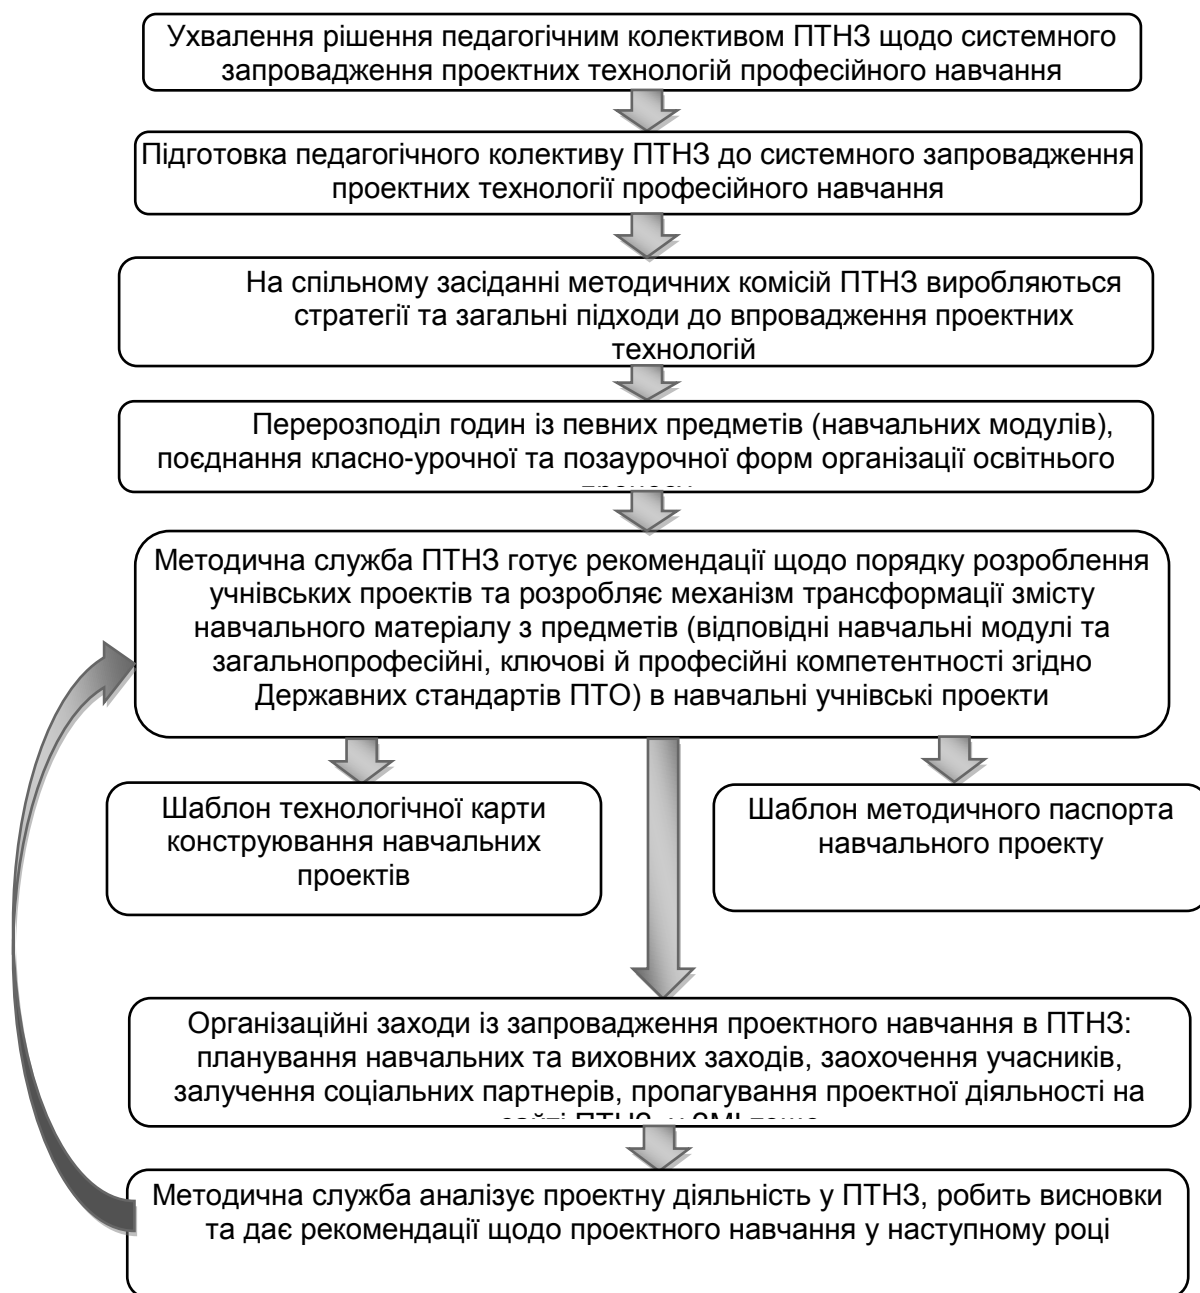 Ухвалення рішення педагогічним колективом ПТНЗ щодо системного
запровадження проектних технологій професійного навчання
Підготовка педагогічного колективу ПТНЗ до системного запровадження
проектних технології професійного навчання
На спільному засіданні методичних комісій ПТНЗ виробляються
стратегії та загальні підходи до впровадження проектних
технологій
Перерозподіл годин із певних предметів (навчальних модулів),
поєднання класно-урочної та позаурочної форм організації освітнього
Методична служба ПТНЗ готує рекомендації щодо порядку розроблення
учнівських проектів та розробляє механізм трансформації змісту
навчального матеріалу з предметів (відповідні навчальні модулі та
загальнопрофесійні, ключові й професійні компетентності згідно
Державних стандартів ПТО) в навчальні учнівські проекти
Шаблон технологічної карти
конструювання навчальних
проектів
Шаблон методичного паспорта
навчального проекту
Організаційні заходи із запровадження проектного навчання в ПТНЗ:
планування навчальних та виховних заходів, заохочення учасників,
залучення соціальних партнерів, пропагування проектної діяльності на
Методична служба аналізує проектну діяльність у ПТНЗ, робить висновки
та дає рекомендації щодо проектного навчання у наступному році